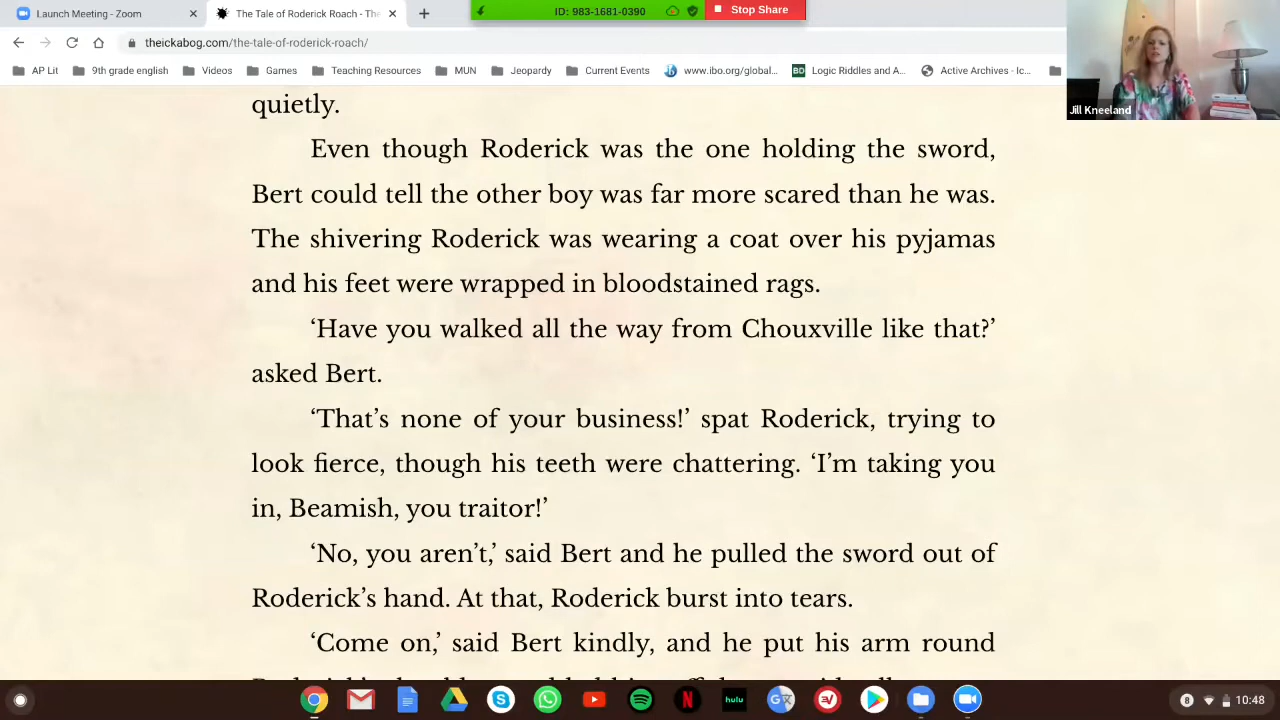 Launch Meeting - Zoom
The Tale of Roderick Roach - The
ID: 983-1681-0390
Stop Share
theickabog.com/the-tale-of-roderick-roach/
AP Lit
9th grade english
Videos
Games
Teaching Resources
MUN
Jeopardy
Current Events
www.ibo.org/global...
BD
Logic Riddles and A...
Active Archives - Ic...
Jill Kneeland
quietly.
Even though Roderick was the one holding the sword,
Bert could tell the other boy was far more scared than he was.
The shivering Roderick was wearing a coat over his pyjamas
and his feet were wrapped in bloodstained rags.
‘Have you walked all the way from Chouxville like that?’
asked Bert.
‘That’s none of your business!’ spat Roderick, trying to
look fierce, though his teeth were chattering. ‘I’m taking you
in, Beamish, you traitor!’
‘No, you aren’t,’ said Bert and he pulled the sword out of
Roderick’s hand. At that, Roderick burst into tears.
‘Come on,’ said Bert kindly, and he put his arm round
hulu
8
10:48